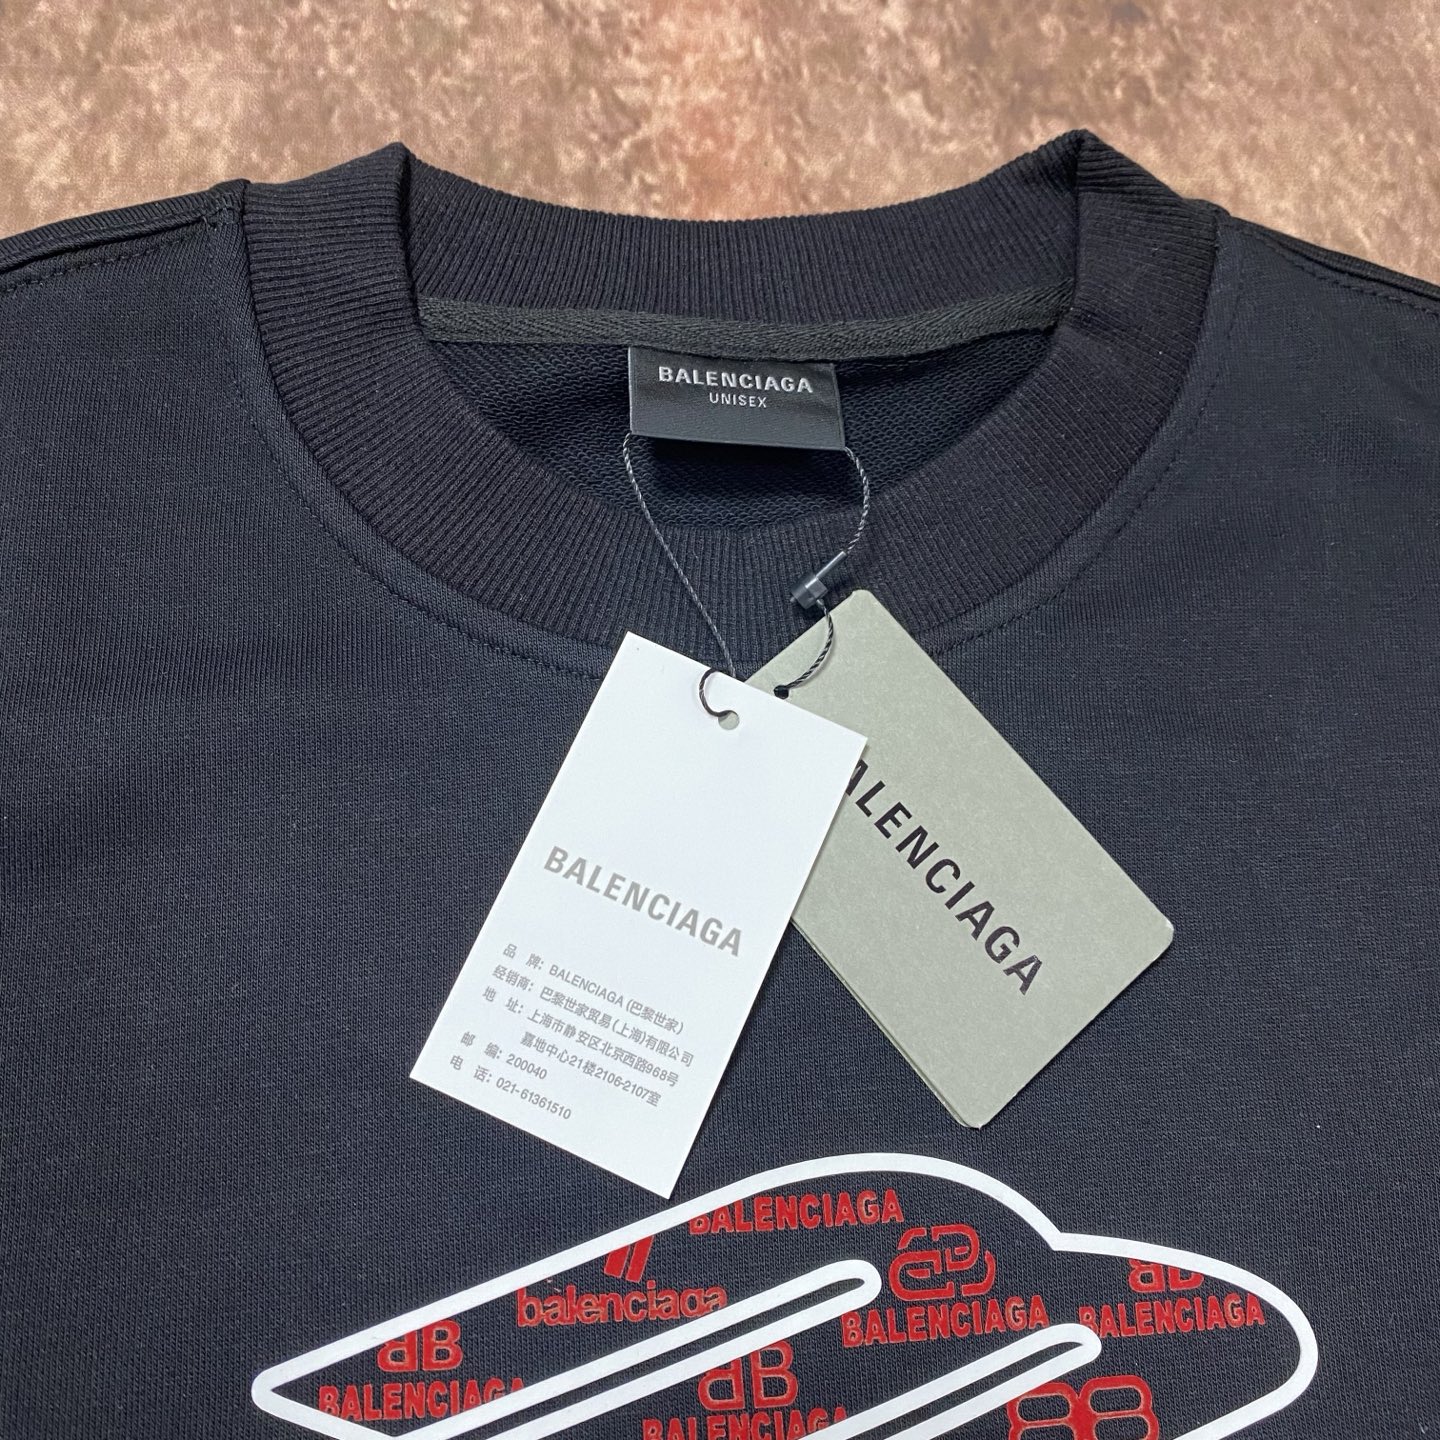 BALENCIAGA
UNISEX
BALENCIAGA
品 牌: BALENCIAGA (巴黎世家)
经销商: 巴黎世家贸易(上海)有限公司
地 址: 上海市静安区北京西路968号
嘉地中心21楼2106-2107室
邮 编: 200040
电 话: 021-61361510
ALENCIAGA
BALENCIAGA
balenciaga
BALENCIAGA
BALENCIAGA
BALENCIAGA
BALENCIAGA